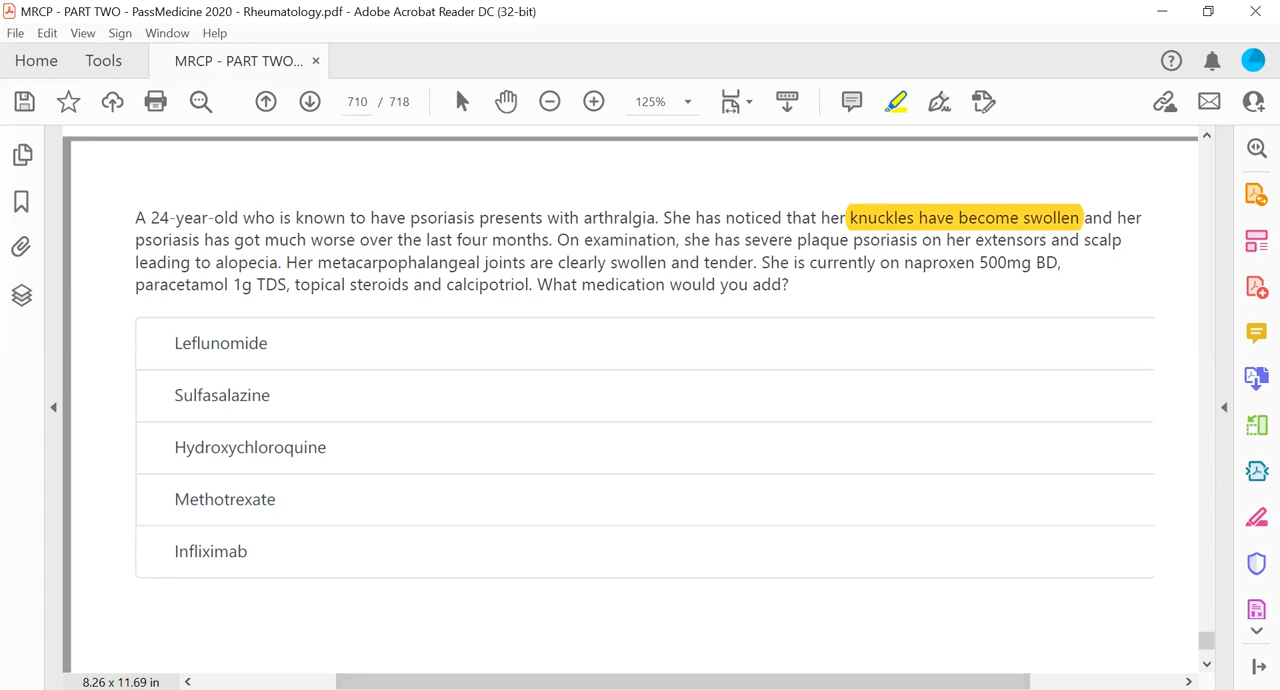 MRCP - PART TWO - PassMedicine 2020 - Rheumatology.pdf - Adobe Acrobat Reader DC (32-bit)
File Edit View Sign Window Help
Home Tools MRCP - PART TWO... ×
710 / 718 125%
A 24-year-old who is known to have psoriasis presents with arthralgia. She has noticed that her knuckles have become swollen and her
psoriasis has got much worse over the last four months. On examination, she has severe plaque psoriasis on her extensors and scalp
leading to alopecia. Her metacarpophalangeal joints are clearly swollen and tender. She is currently on naproxen 500mg BD,
paracetamol 1g TDS, topical steroids and calcipotriol. What medication would you add?
Leflunomide
Sulfasalazine
Hydroxychloroquine
Methotrexate
Infliximab
8.26 x 11.69 in